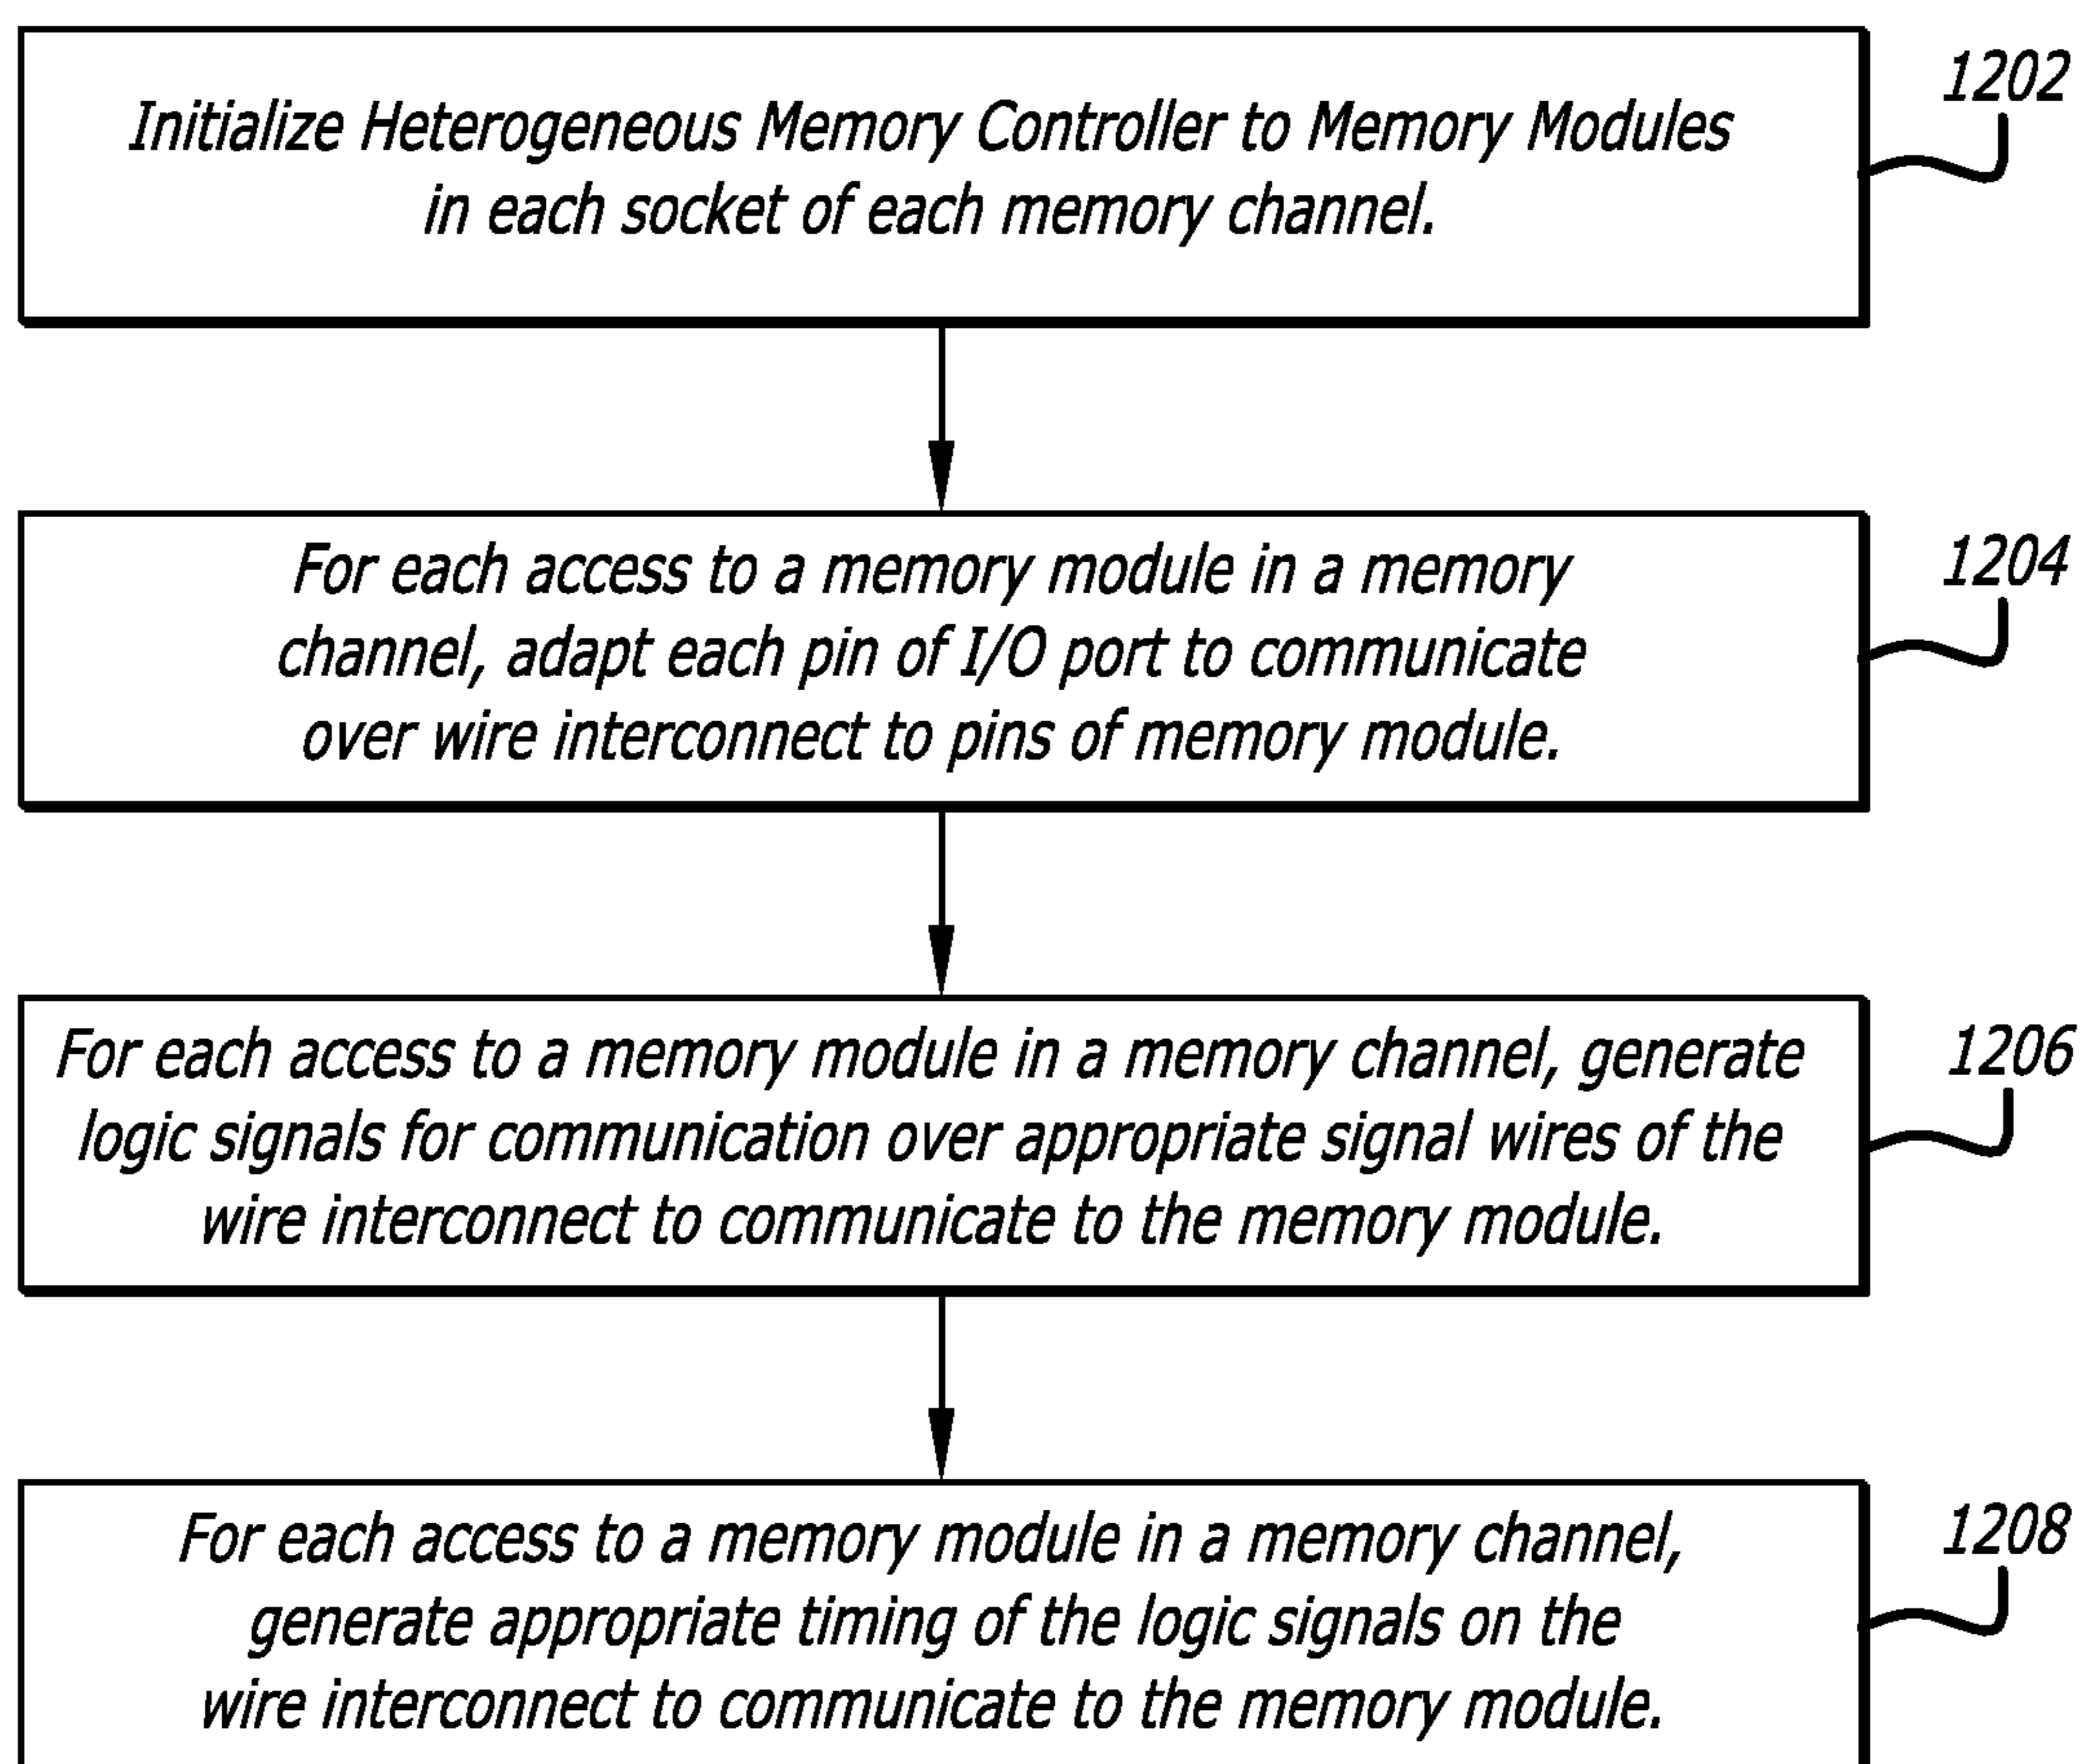 Initialize Heterogeneous Memory Controller to Memory Modules
in each socket of each memory channel.
1202
For each access to a memory module in a memory
channel, adapt each pin of I/O port to communicate
over wire interconnect to pins of memory module.
1204
For each access to a memory module in a memory channel, generate
logic signals for communication over appropriate signal wires of the
wire interconnect to communicate to the memory module.
1206
For each access to a memory module in a memory channel,
generate appropriate timing of the logic signals on the
wire interconnect to communicate to the memory module.
1208